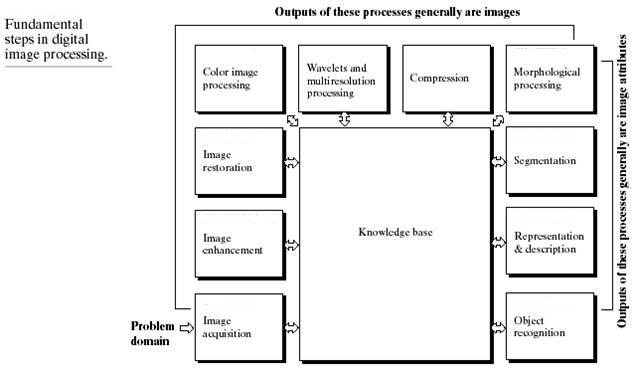 Outputs of these processes generally are images
Fundamental
steps in digital
image processing.
Color image
processing
Wavelets and
multiresolution
processing
Compression
Morphological
processing
Image
restoration
Segmentation
Image
enhancement
Knowledge base
Representation
& description
Problem
domain
Image
acquisition
Object
recognition
Outputs of these processes generally are image attributes